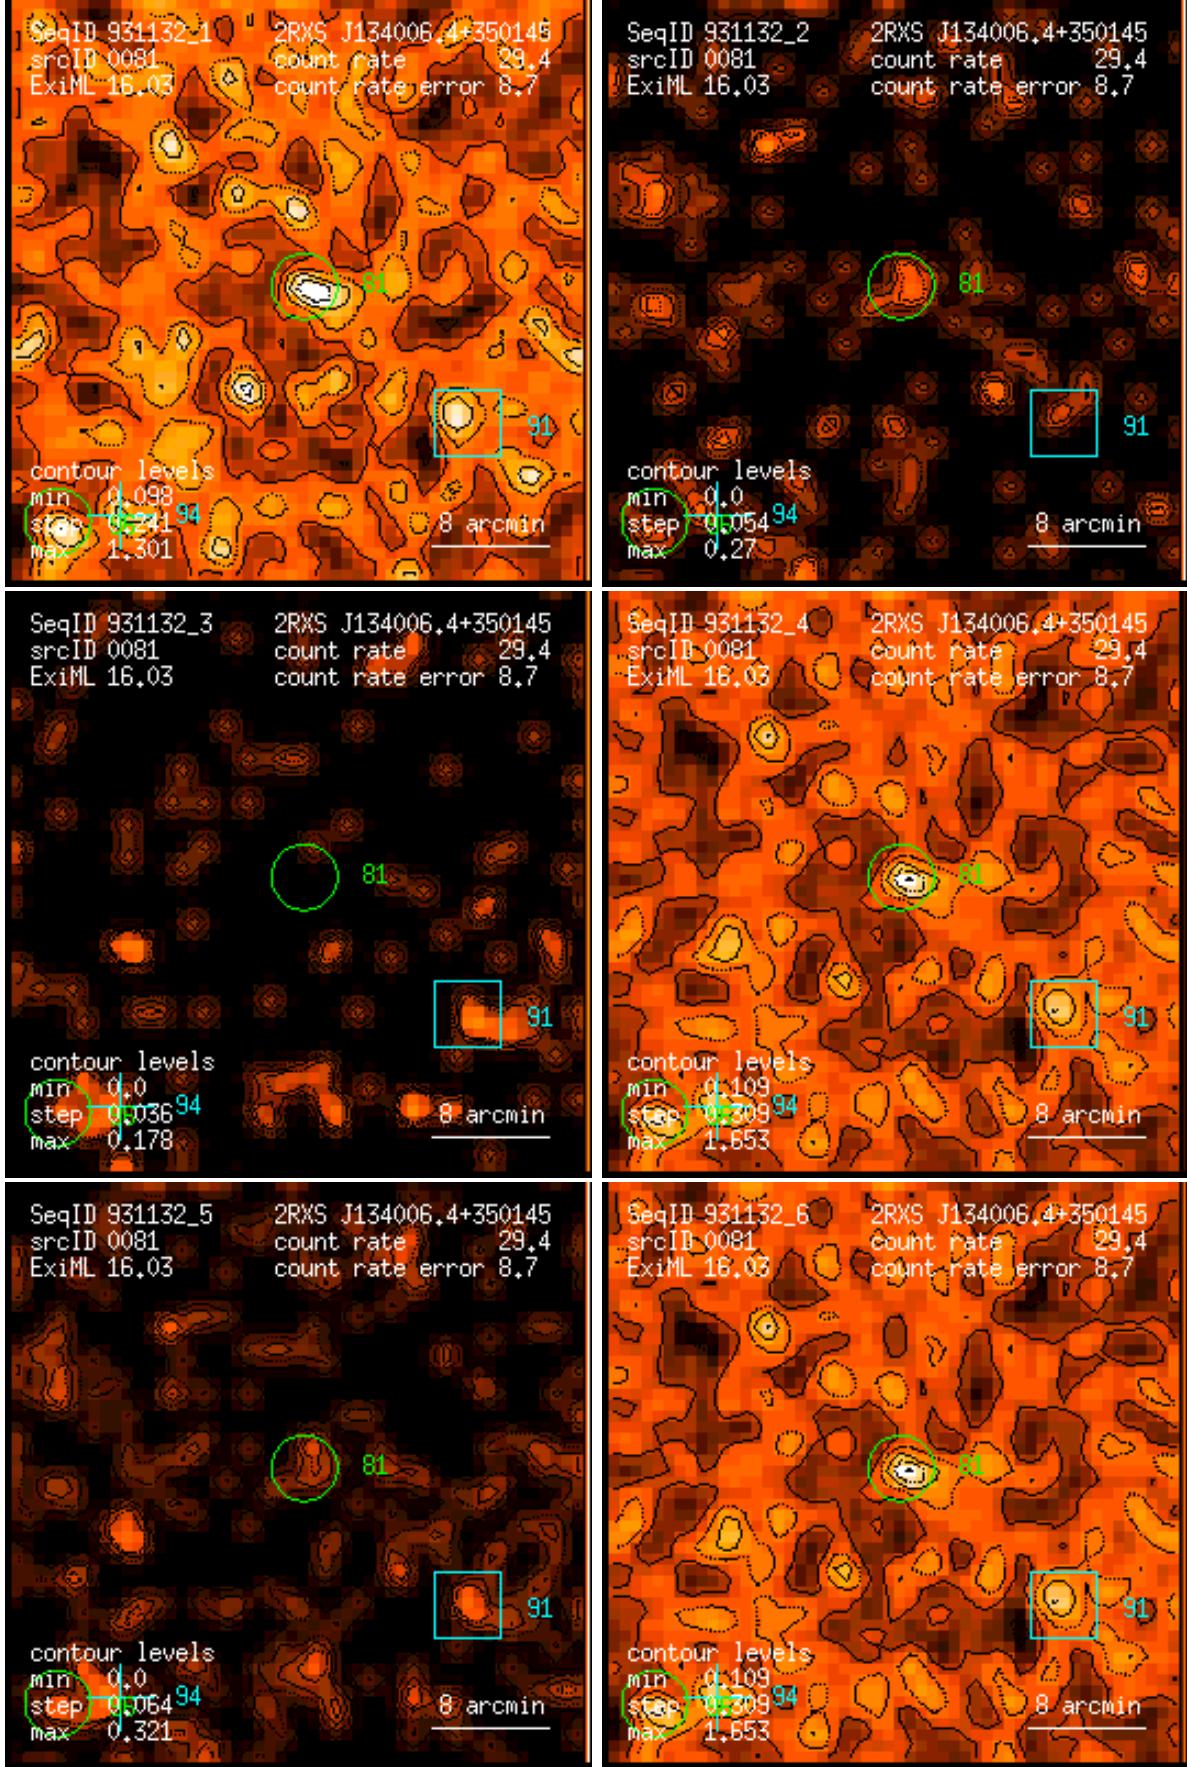 SeqID 931132_1 2RXS J134006.4+350145
srcID 0081 count rate 29.4
ExiML 16.03 count rate error 8.7
81
91
contour levels
min 0.098
step 0.241 94 8 arcmin
max 1.301
SeqID 931132_2 2RXS J134006.4+350145
srcID 0081 count rate 29.4
ExiML 16.03 count rate error 8.7
81
91
contour levels
min 0.0
step 0.054 94 8 arcmin
max 0.27
SeqID 931132_3 2RXS J134006.4+350145
srcID 0081 count rate 29.4
ExiML 16.03 count rate error 8.7
81
91
contour levels
min 0.0
step 0.036 94 8 arcmin
max 0.178
SeqID 931132_4 2RXS J134006.4+350145
srcID 0081 count rate 29.4
ExiML 16.03 count rate error 8.7
81
91
contour levels
min 0.109
step 0.309 94 8 arcmin
max 1.653
SeqID 931132_5 2RXS J134006.4+350145
srcID 0081 count rate 29.4
ExiML 16.03 count rate error 8.7
81
91
contour levels
min 0.0
step 0.064 94 8 arcmin
max 0.321
SeqID 931132_6 2RXS J134006.4+350145
srcID 0081 count rate 29.4
ExiML 16.03 count rate error 8.7
81
91
contour levels
min 0.109
step 0.309 94 8 arcmin
max 1.653